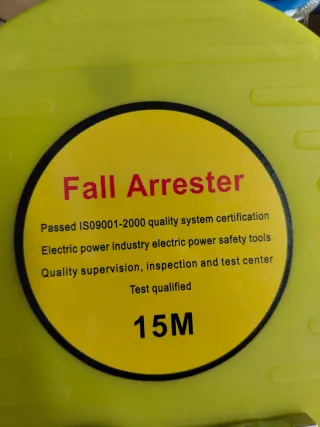 Fall Arrester
Passed IS09001-2000 quality system certification
Electric power industry electric power safety tools
Quality supervision, inspection and test center
Test qualified
15M